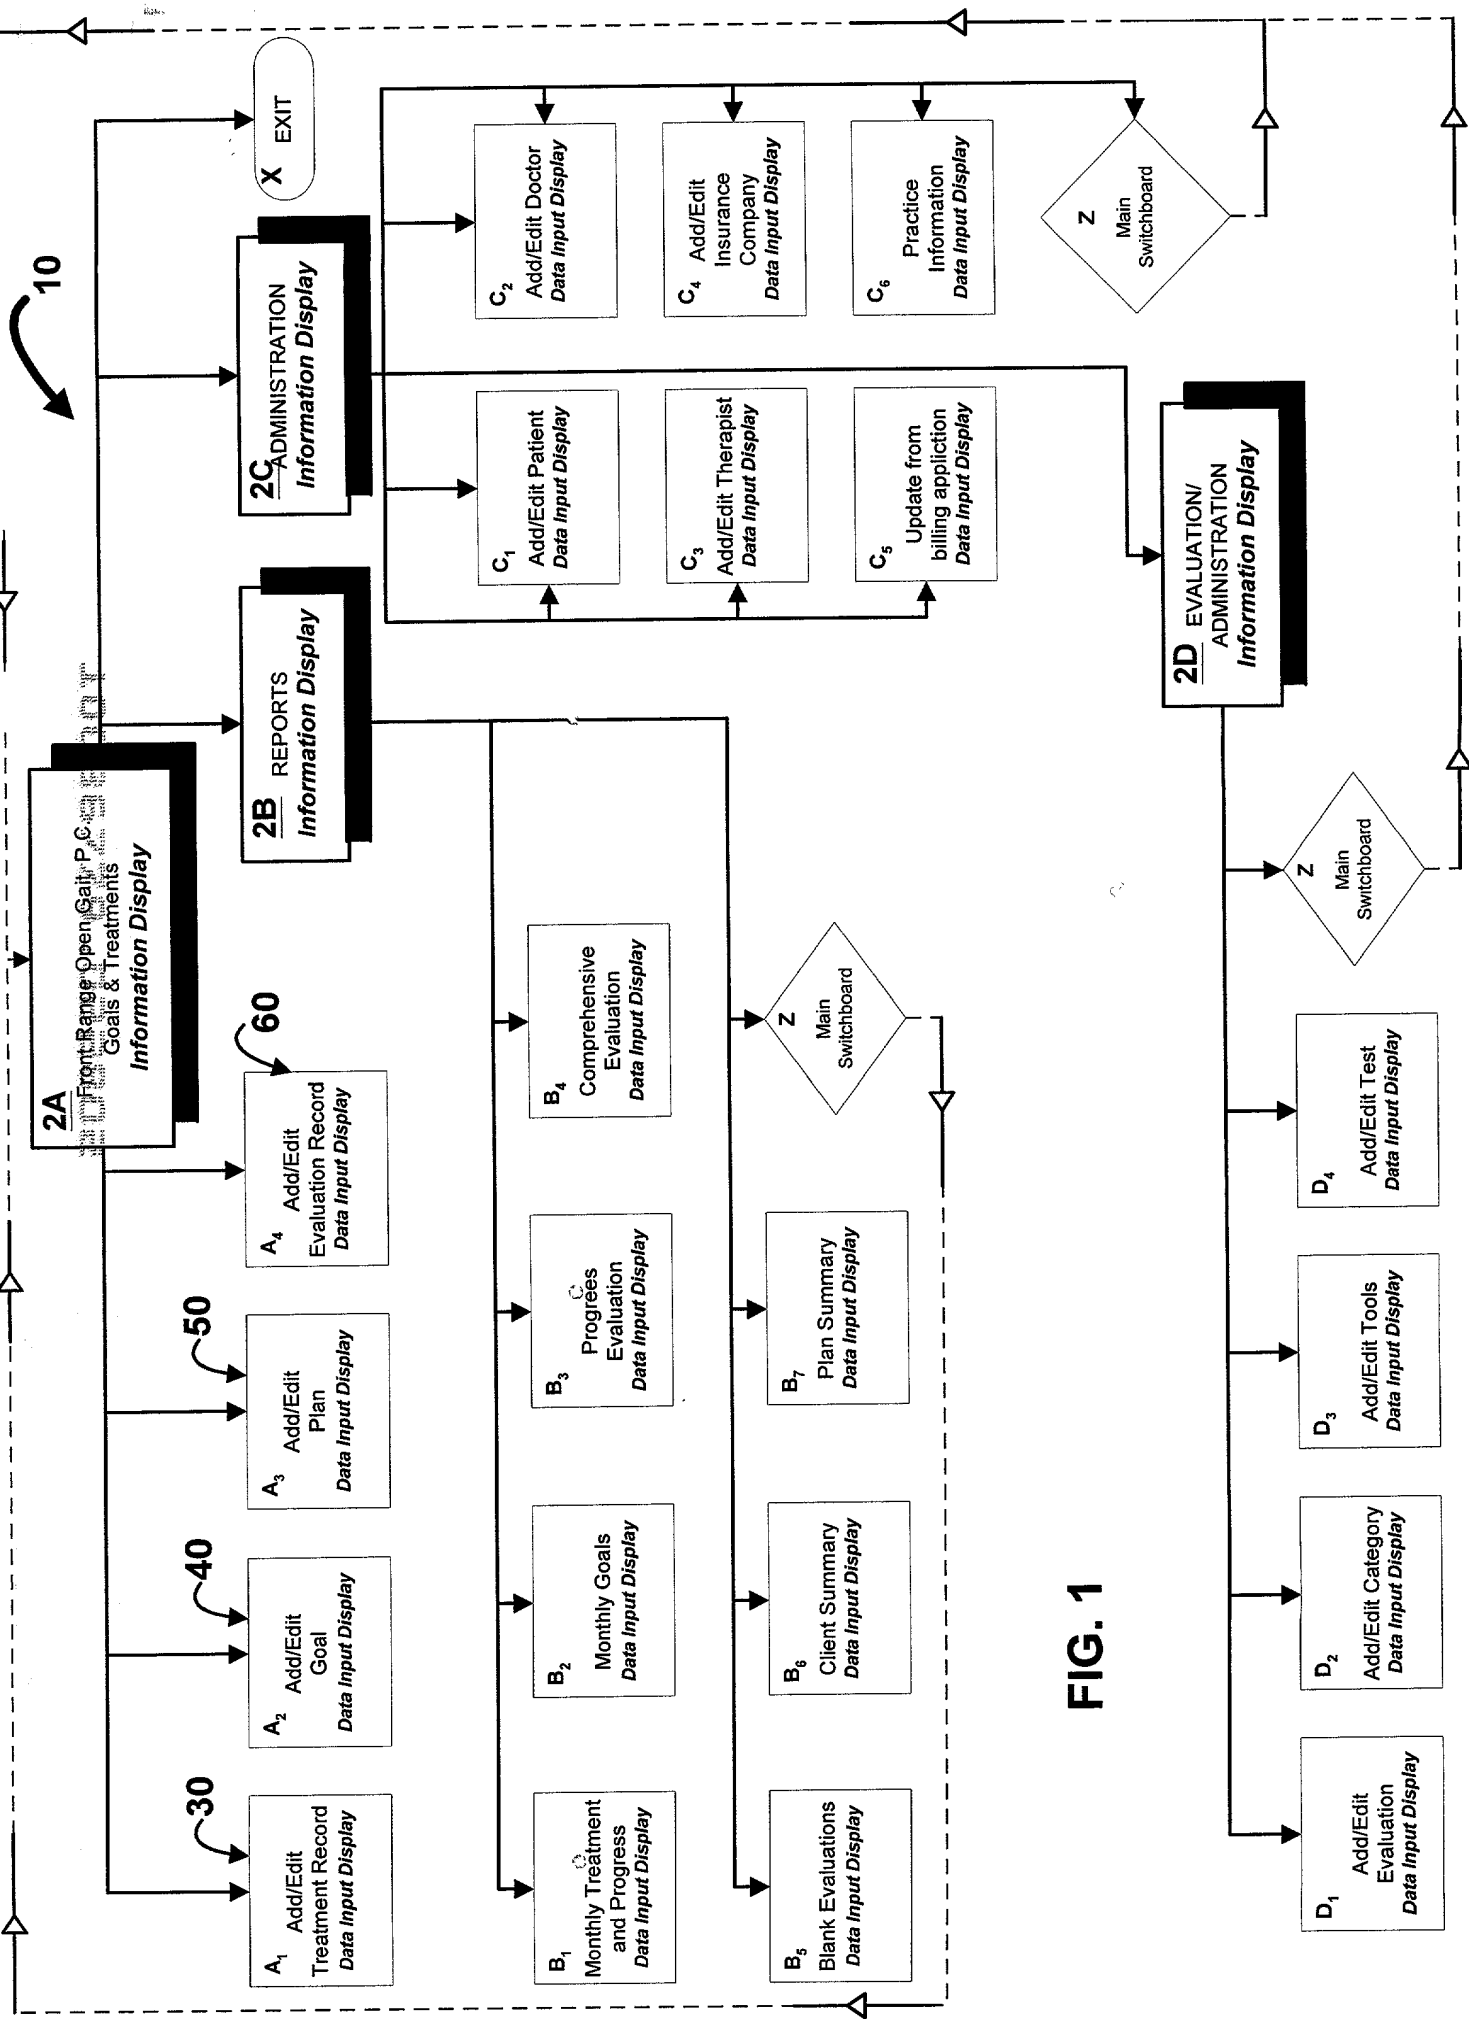 10
2A Front Range Open Gait, P.C.
Goals & Treatments
Information Display
A1 Add/Edit
Treatment Record
Data Input Display
30
A2 Add/Edit
Goal
Data Input Display
40
A3 Add/Edit
Plan
Data Input Display
50
A4 Add/Edit
Evaluation Record
Data Input Display
60
2B REPORTS
Information Display
2C ADMINISTRATION
Information Display
X EXIT
B1
Monthly Treatment
and Progress
Data Input Display
B2
Monthly Goals
Data Input Display
B3
Progrees
Evaluation
Data Input Display
B4
Comprehensive
Evaluation
Data Input Display
B5
Blank Evaluations
Data Input Display
B6
Client Summary
Data Input Display
B7
Plan Summary
Data Input Display
Z
Main
Switchboard
C1
Add/Edit Patient
Data Input Display
C2
Add/Edit Doctor
Data Input Display
C3
Add/Edit Therapist
Data Input Display
C4 Add/Edit
Insurance
Company
Data Input Display
C5
Update from
billing appliction
Data Input Display
C6
Practice
Information
Data Input Display
Z
Main
Switchboard
2D EVALUATION/
ADMINISTRATION
Information Display
D1
Add/Edit
Evaluation
Data Input Display
D2
Add/Edit Category
Data Input Display
D3
Add/Edit Tools
Data Input Display
D4
Add/Edit Test
Data Input Display
Z
Main
Switchboard
FIG. 1